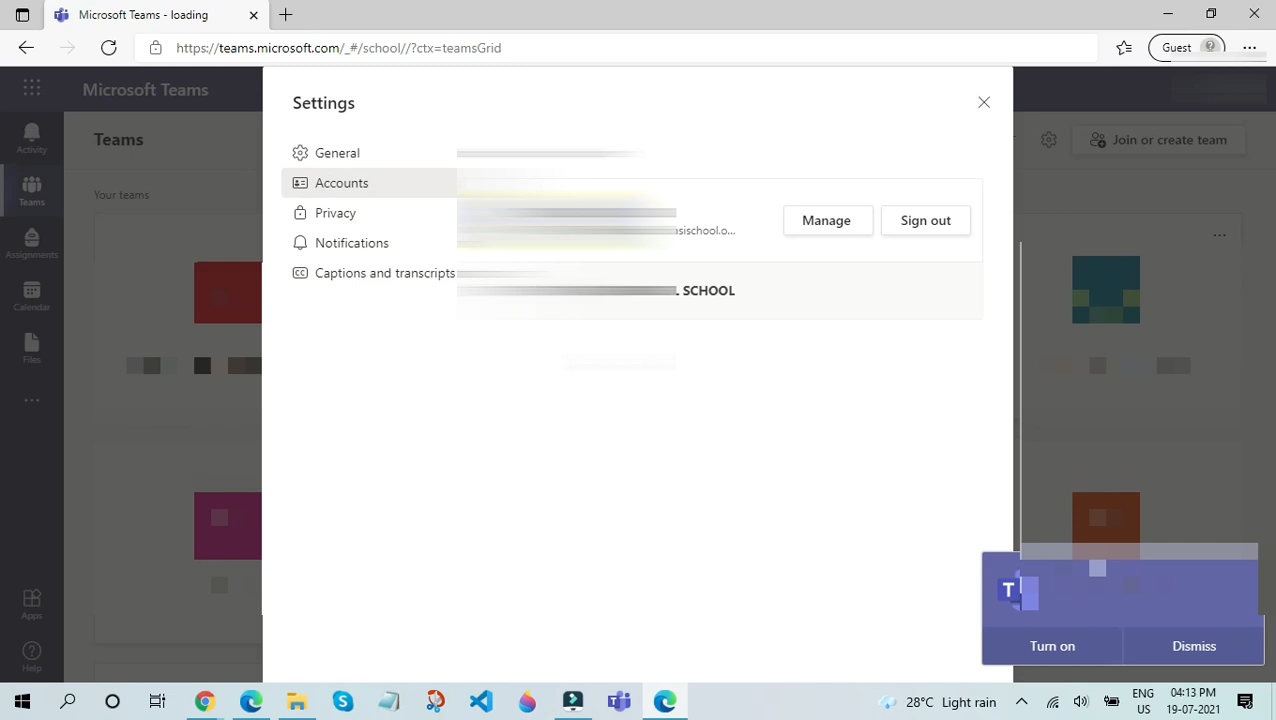 Microsoft Teams - loading
https://teams.microsoft.com/_#/school//?ctx=teamsGrid
Guest
Microsoft Teams
Settings
Activity
Teams
Assignments
Calendar
Files
Apps
Help
Teams
Join or create team
Your teams
General
Accounts
Privacy
Notifications
Captions and transcripts
CC
Manage
Sign out
SCHOOL
T
Turn on
Dismiss
28°C Light rain
ENG
US
04:13 PM
19-07-2021